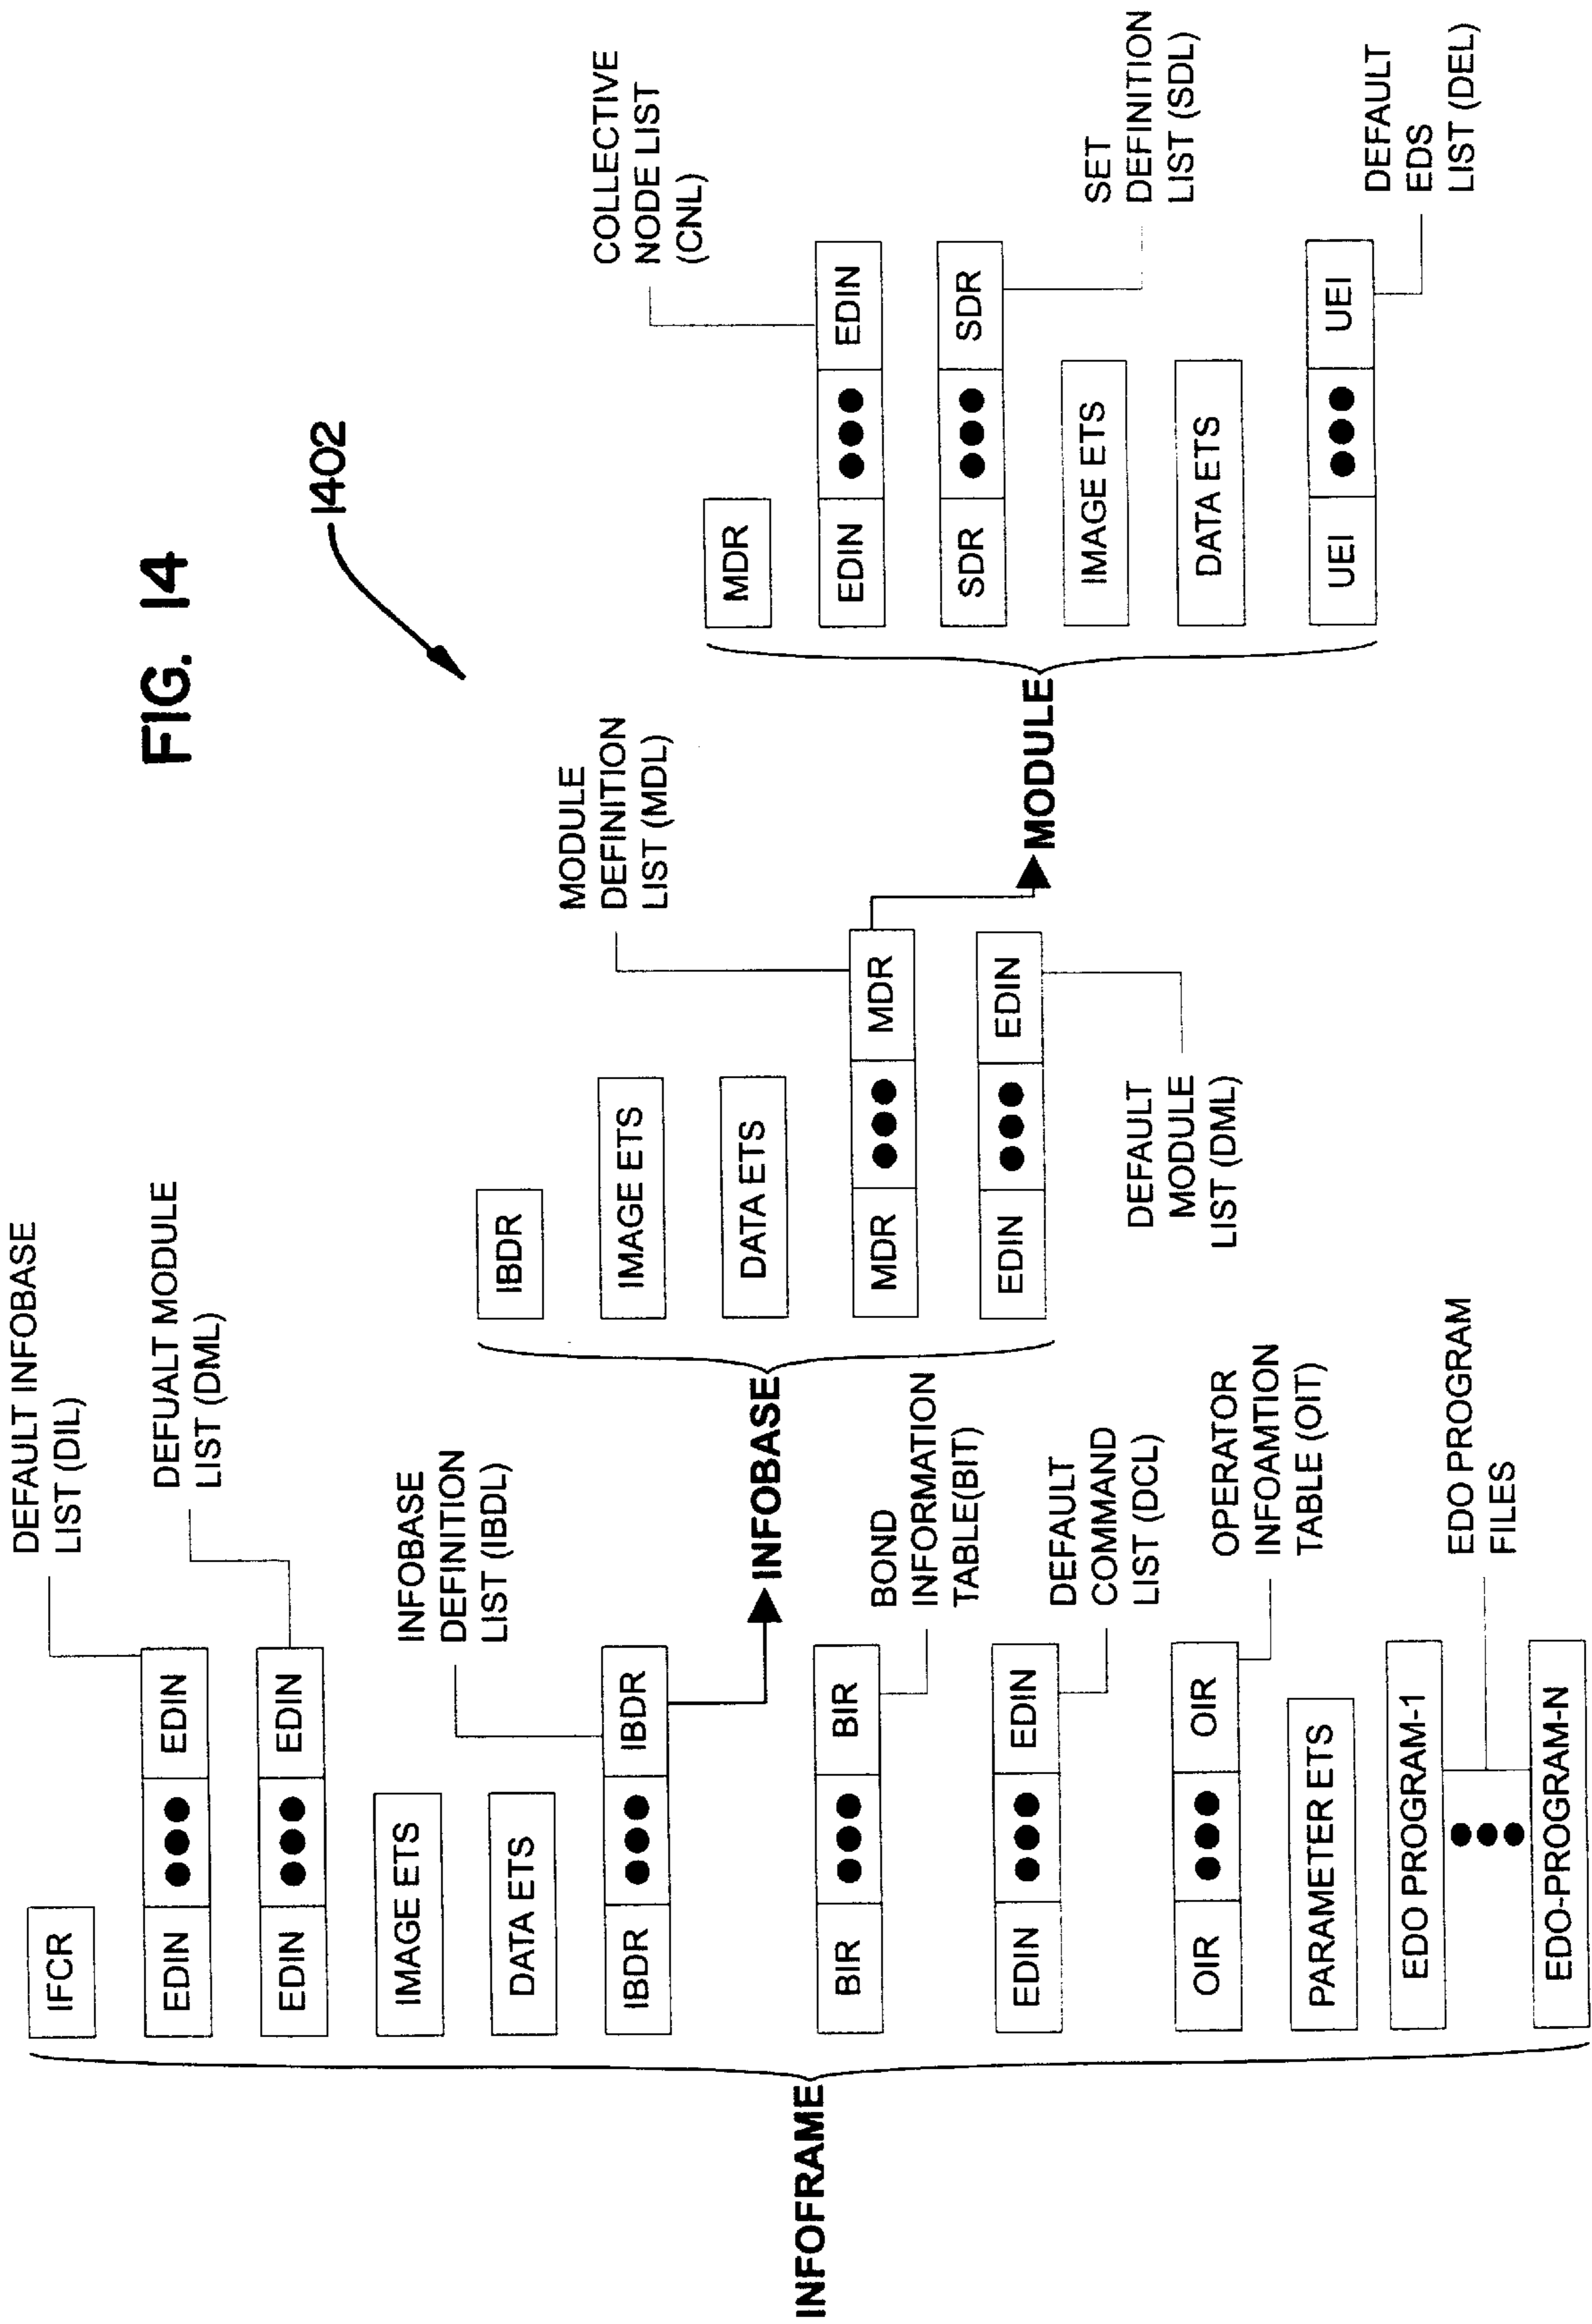 FIG. 14
1402
INFOFRAME
IFCR
DEFAULT INFOBASE
LIST (DIL)
EDIN ●●● EDIN
DEFUALT MODULE
LIST (DML)
EDIN ●●● EDIN
IMAGE ETS
DATA ETS
INFOBASE
DEFINITION
LIST (IBDL)
IBDR ●●● IBDR
BOND
INFORMATION
TABLE(BIT)
BIR ●●● BIR
DEFAULT
COMMAND
LIST (DCL)
EDIN ●●● EDIN
OPERATOR
INFOAMTION
TABLE (OIT)
OIR ●●● OIR
PARAMETER ETS
EDO PROGRAM
FILES
EDO PROGRAM-1
●●●
EDO-PROGRAM-N
INFOBASE
IBDR
IMAGE ETS
DATA ETS
MODULE
DEFINITION
LIST (MDL)
MDR ●●● MDR
EDIN ●●● EDIN
DEFAULT
MODULE
LIST (DML)
MODULE
MDR
COLLECTIVE
NODE LIST
(CNL)
EDIN ●●● EDIN
SDR ●●● SDR
SET
DEFINITION
LIST (SDL)
IMAGE ETS
DATA ETS
UEI ●●● UEI
DEFAULT
EDS
LIST (DEL)